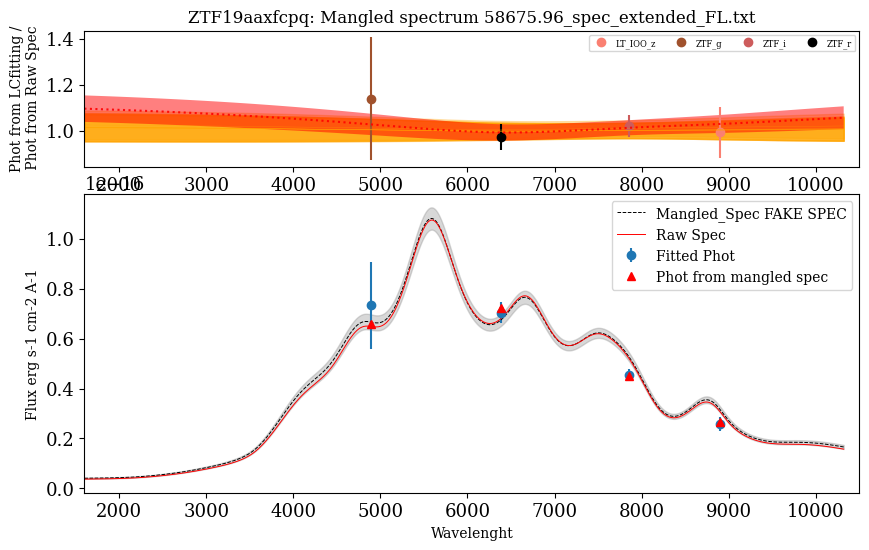 ZTF19aaxfcpq: Mangled spectrum 58675.96_spec_extended_FL.txt
Phot from LCfitting /
Phot from Raw Spec
1.4
1.2
1.0
LT_IOO_z
ZTF_g
ZTF_i
ZTF_r
2000 3000 4000 5000 6000 7000 8000 9000 10000
1e−16
Flux erg s-1 cm-2 A-1
1.0
0.8
0.6
0.4
0.2
0.0
Mangled_Spec FAKE SPEC
Raw Spec
Fitted Phot
Phot from mangled spec
2000 3000 4000 5000 6000 7000 8000 9000 10000
Wavelenght